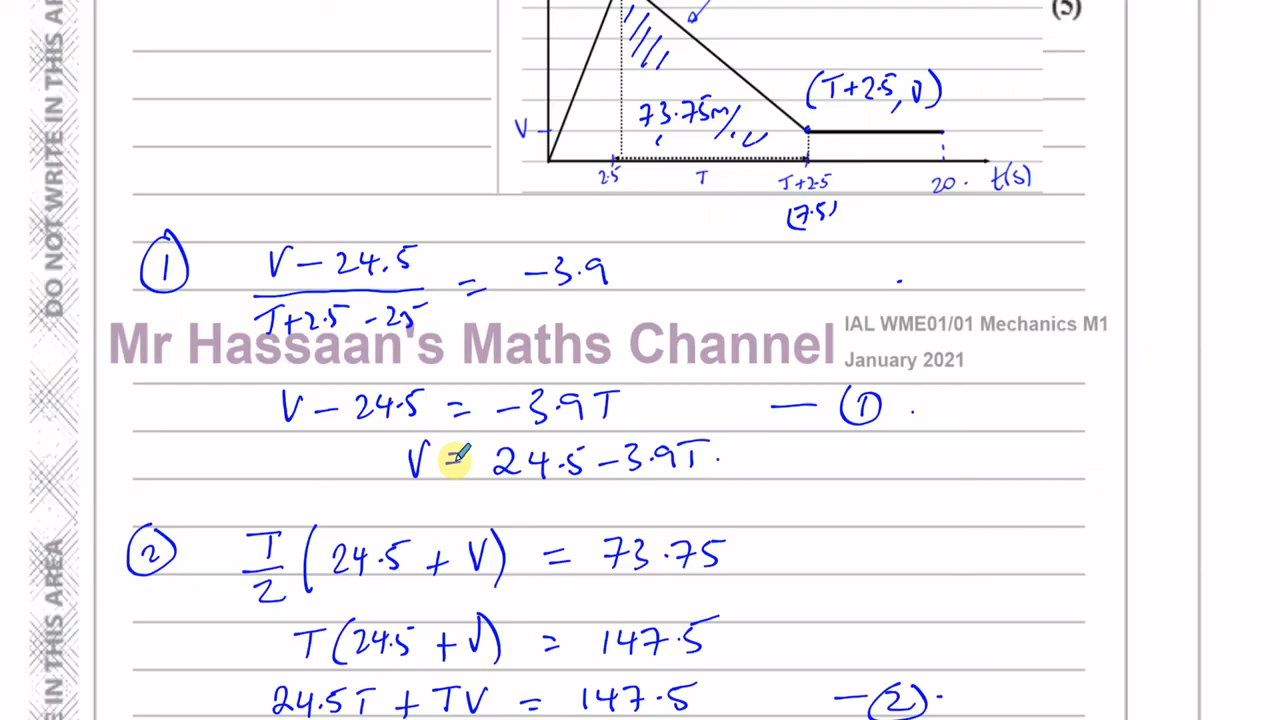 DO NOT WRITE IN THIS AR
IN THIS AREA
(5)
(T+2.5, V)
73.75m
V
2.5
T
T+2.5
20.
t(s)
(7.5)
① V - 24.5 / T+2.5 - 2.5 = -3.9
Mr Hassaan's Maths Channel
IAL WME01/01 Mechanics M1
January 2021
V - 24.5 = -3.9T — ① .
V = 24.5 - 3.9T.
② T/2 (24.5 + V) = 73.75
T(24.5 + V) = 147.5
24.5T + TV = 147.5 — ② .